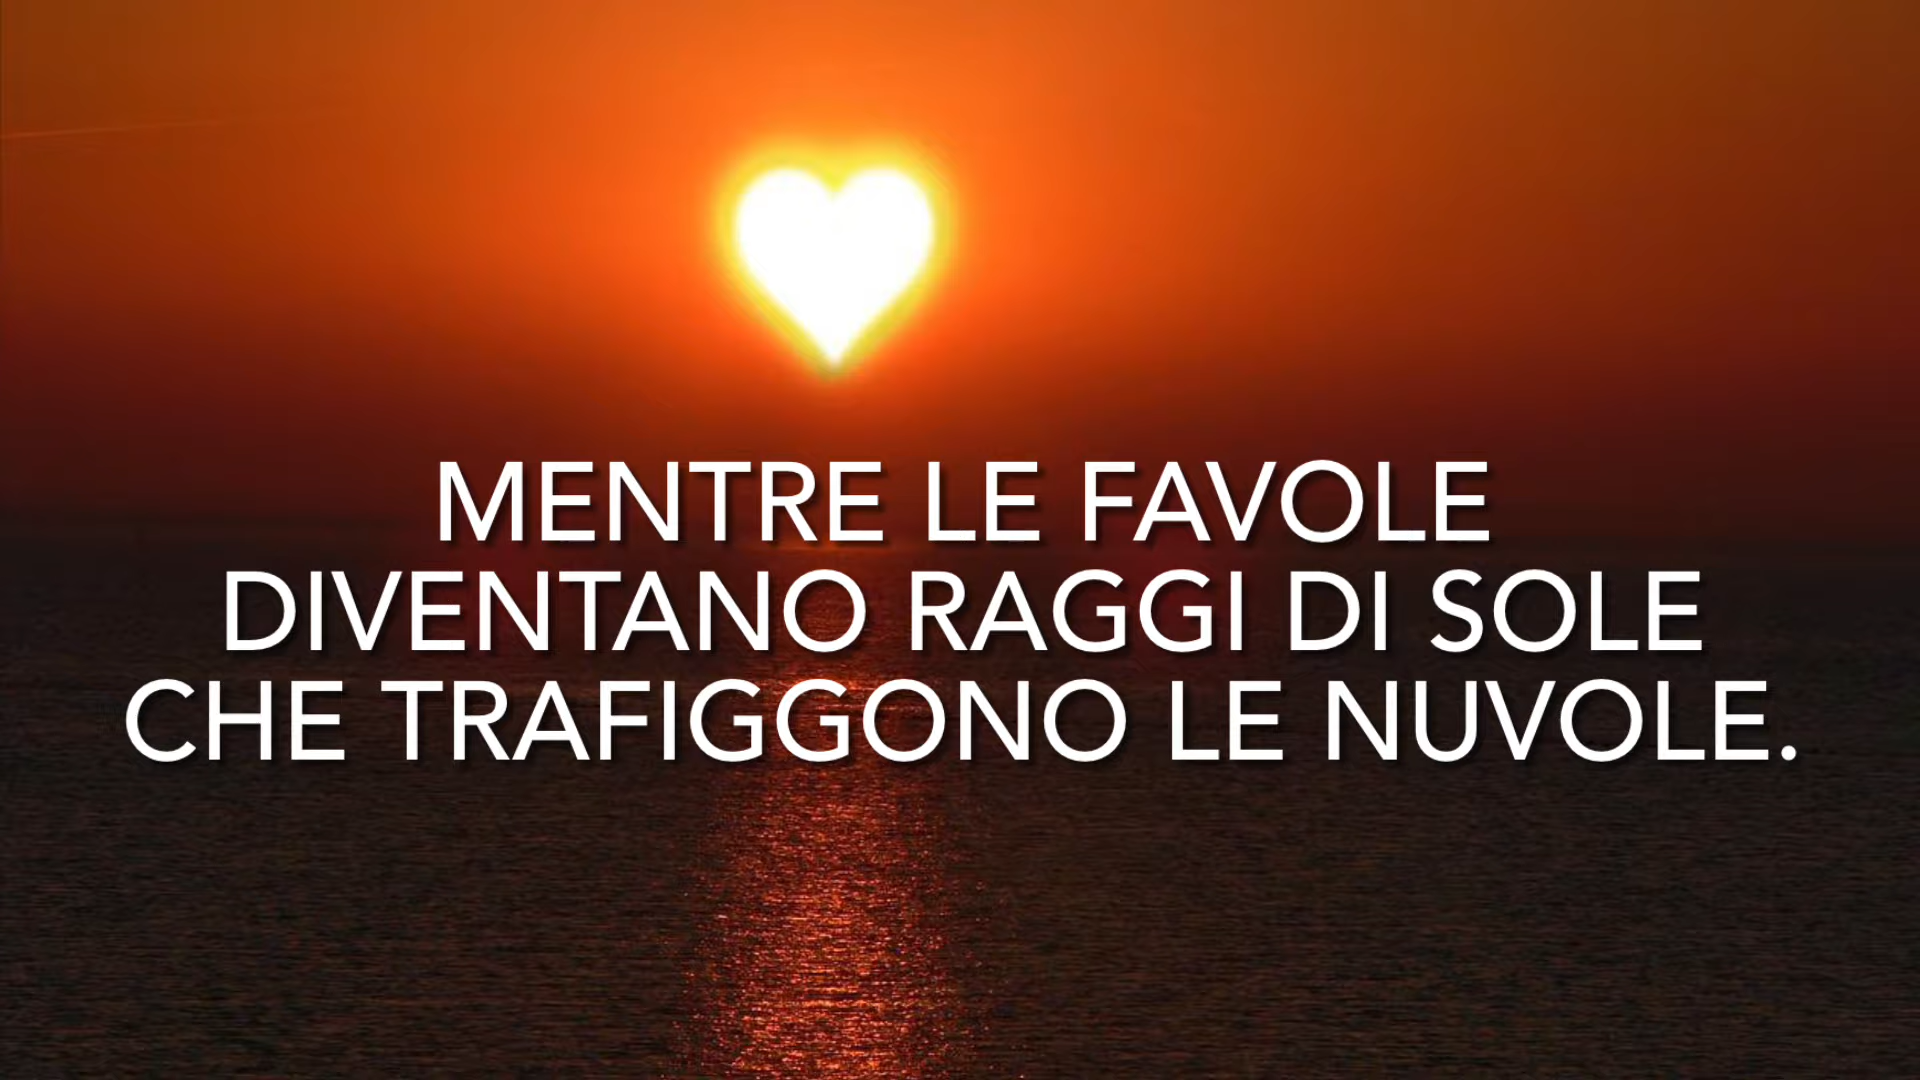 MENTRE LE FAVOLE
DIVENTANO RAGGI DI SOLE
CHE TRAFIGGONO LE NUVOLE.